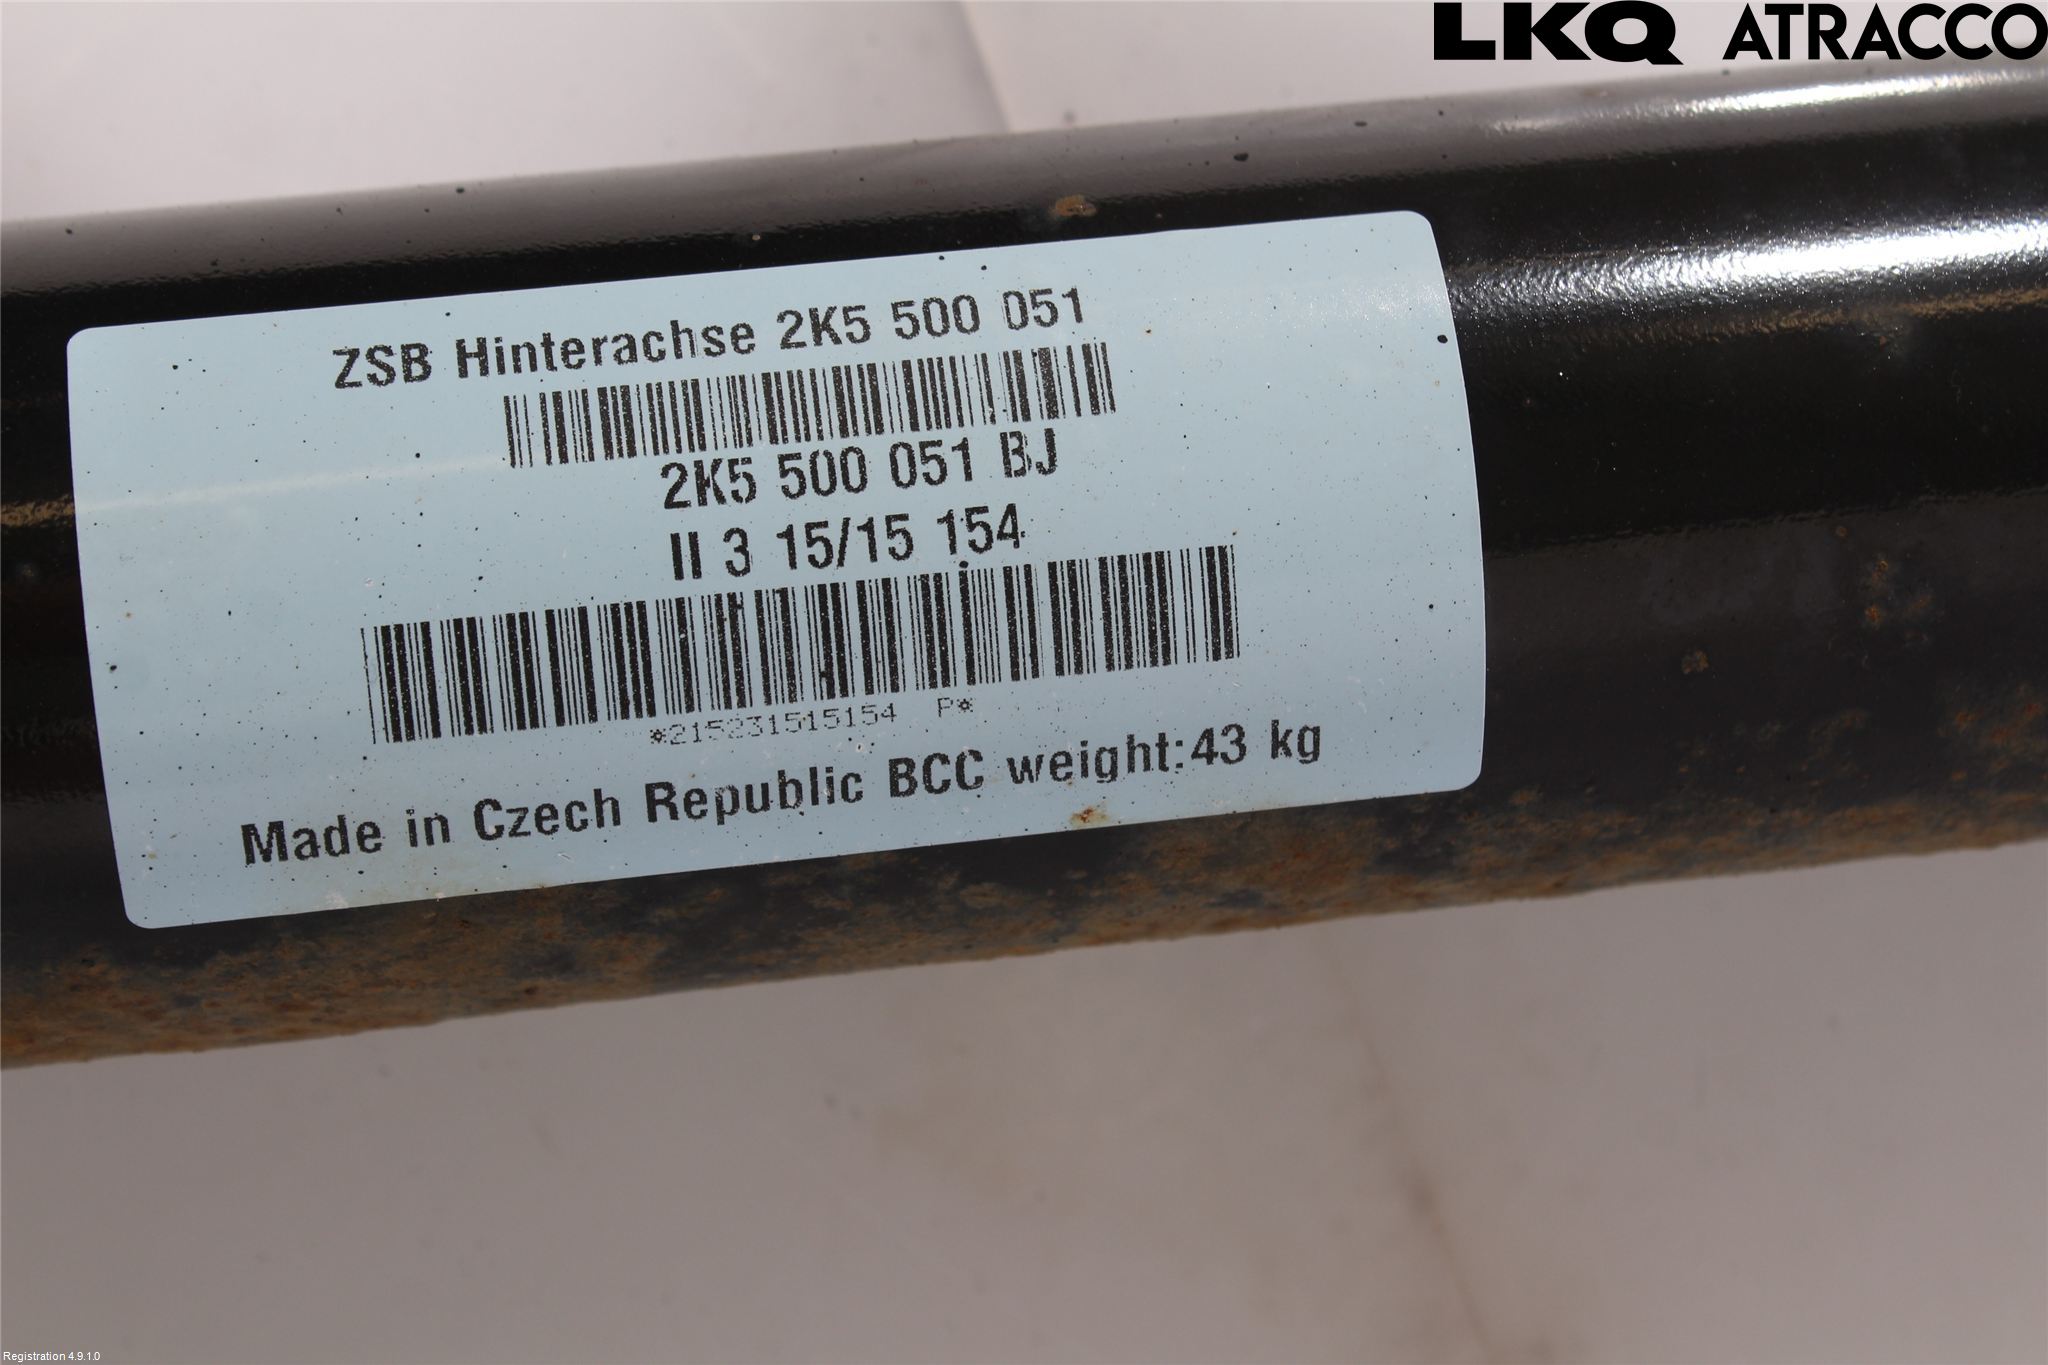 LKQ ATRACCO
ZSB Hinterachse 2K5 500 051
2K5 500 051 BJ
II 3 15/15 154
*215231515154 P*
Made in Czech Republic BCC weight:43 kg
Registration 4.9.1.0